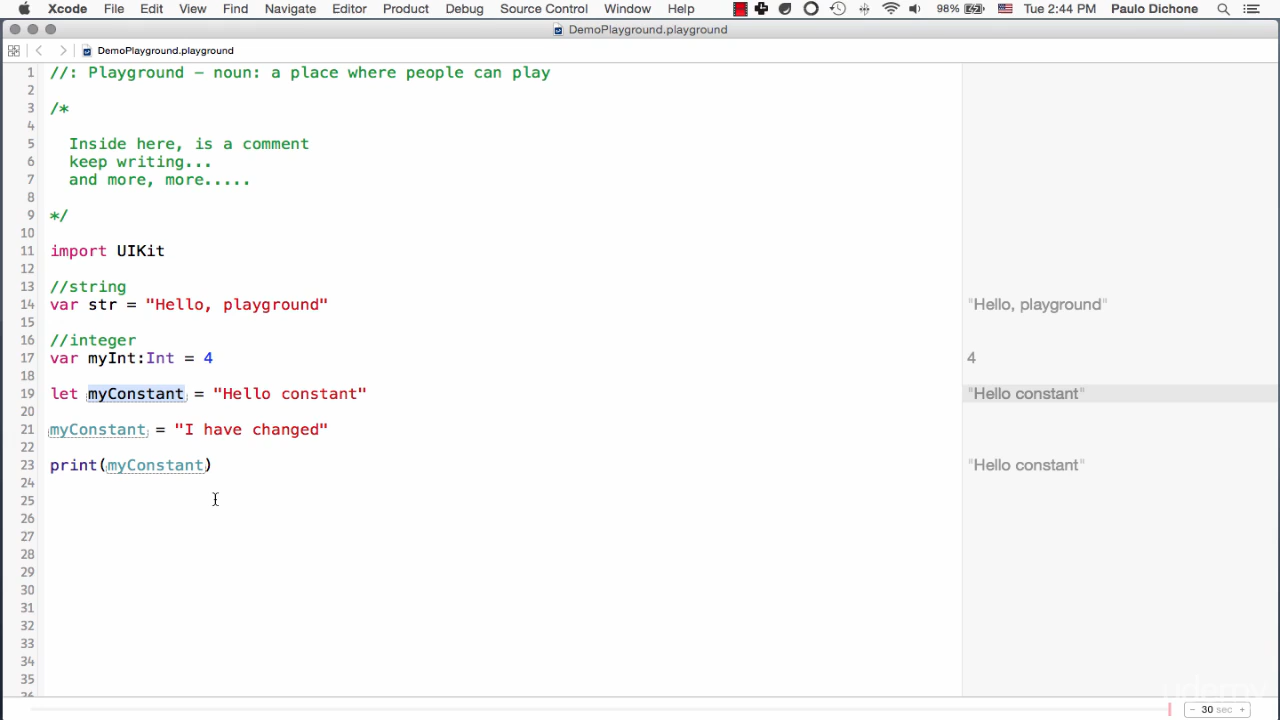 Xcode File Edit View Find Navigate Editor Product Debug Source Control Window Help 98% Tue 2:44 PM Paulo Dichone
DemoPlayground.playground
DemoPlayground.playground
1 //: Playground - noun: a place where people can play
2
3 /*
4
5 Inside here, is a comment
6 keep writing...
7 and more, more.....
8
9 */
10
11 import UIKit
12
13 //string
14 var str = "Hello, playground" "Hello, playground"
15
16 //integer
17 var myInt:Int = 4 4
18
19 let myConstant = "Hello constant" "Hello constant"
20
21 myConstant = "I have changed"
22
23 print(myConstant) "Hello constant"
24
25
26
27
28
29
30
31
32
33
34
35
36
udemy
- 30 sec +